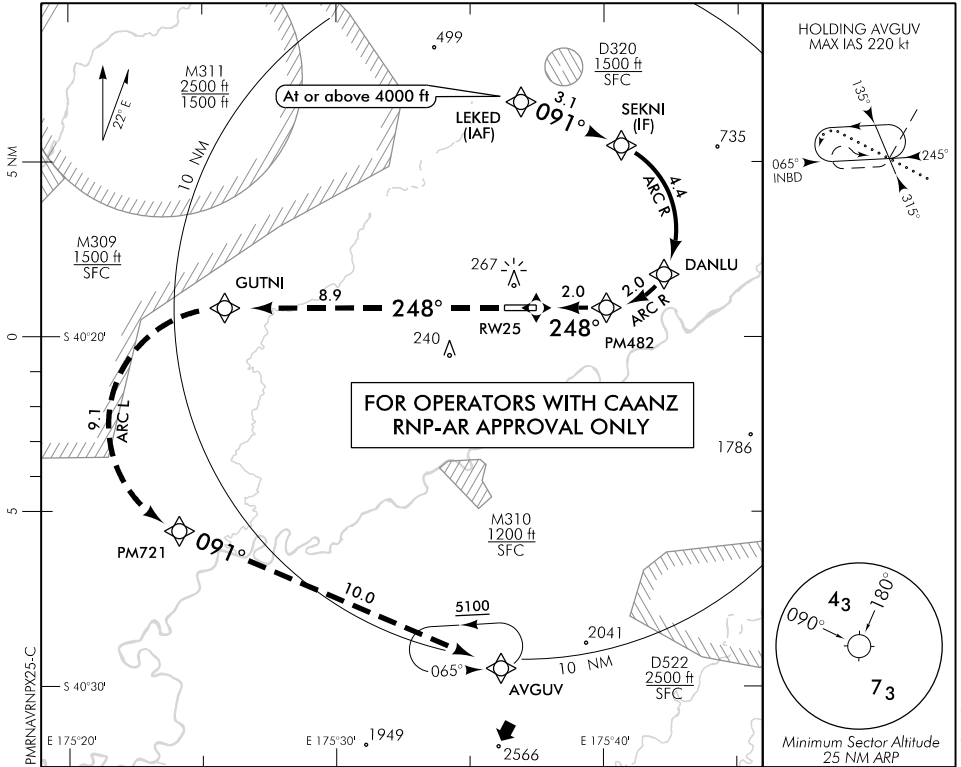 499
D320
1500 ft
SFC
M311
2500 ft
1500 ft
22° E
At or above 4000 ft
LEKED
(IAF)
3.1
091°
SEKNI
(IF)
735
10 NM
5 NM
4.4
ARC R
M309
1500 ft
SFC
GUTNI
267
DANLU
8.9
248°
RW25
2.0
248°
2.0
ARC R
PM482
0
S 40°20'
240
FOR OPERATORS WITH CAANZ
RNP-AR APPROVAL ONLY
9.1
ARC L
1786
5
M310
1200 ft
SFC
PM721
091°
10.0
5100
2041
065°
10 NM
D522
2500 ft
SFC
AVGUV
S 40°30'
E 175°20'
E 175°30'
1949
2566
E 175°40'
PMRNAVRNPX25-C
HOLDING AVGUV
MAX IAS 220 kt
135°
065°
INBD
245°
315°
43
090°
180°
73
Minimum Sector Altitude
25 NM ARP